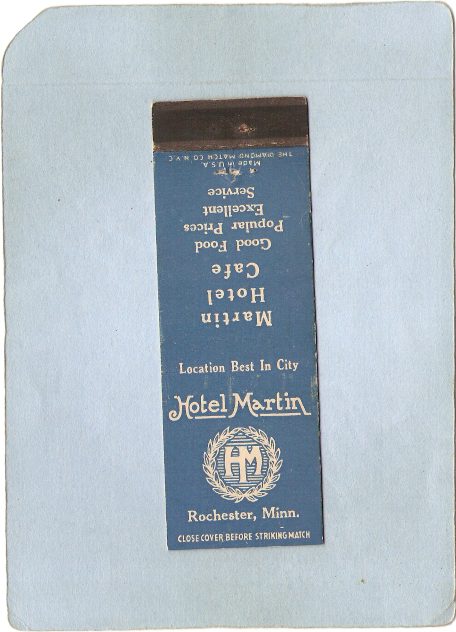 Made in U.S.A.
THE DIAMOND MATCH CO. N.Y.C.
Martin
Hotel
Cafe
Good Food
Popular Prices
Excellent
Service
Location Best In City
Hotel Martin
HM
Rochester, Minn.
CLOSE COVER BEFORE STRIKING MATCH